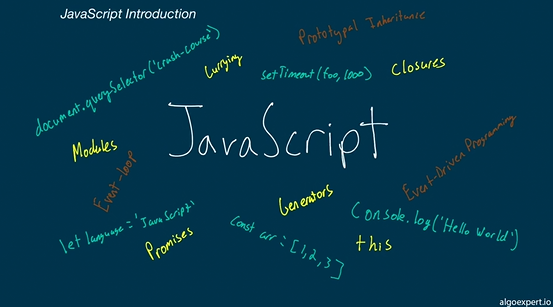 JavaScript Introduction
Prototypal Inheritance
document.querySelector('crash-course')
Currying
setTimeout(foo,1000)
Closures
JavaScript
Modules
Event-loop
Event-Driven Programming
Generators
let language='JavaScript'
Promises
const arr=[1,2,3]
Console.log('Hello World')
this
algoexpert.io